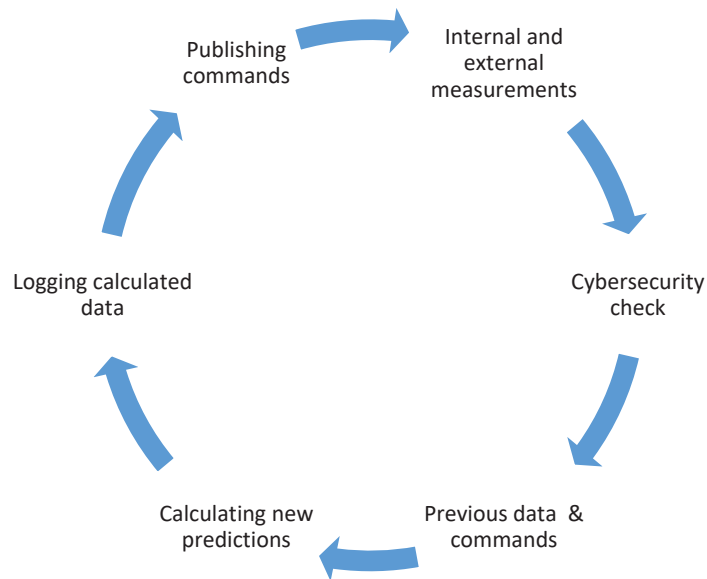 Publishing
commands
Internal and
external
measurements
Cybersecurity
check
Previous data &
commands
Calculating new
predictions
Logging calculated
data